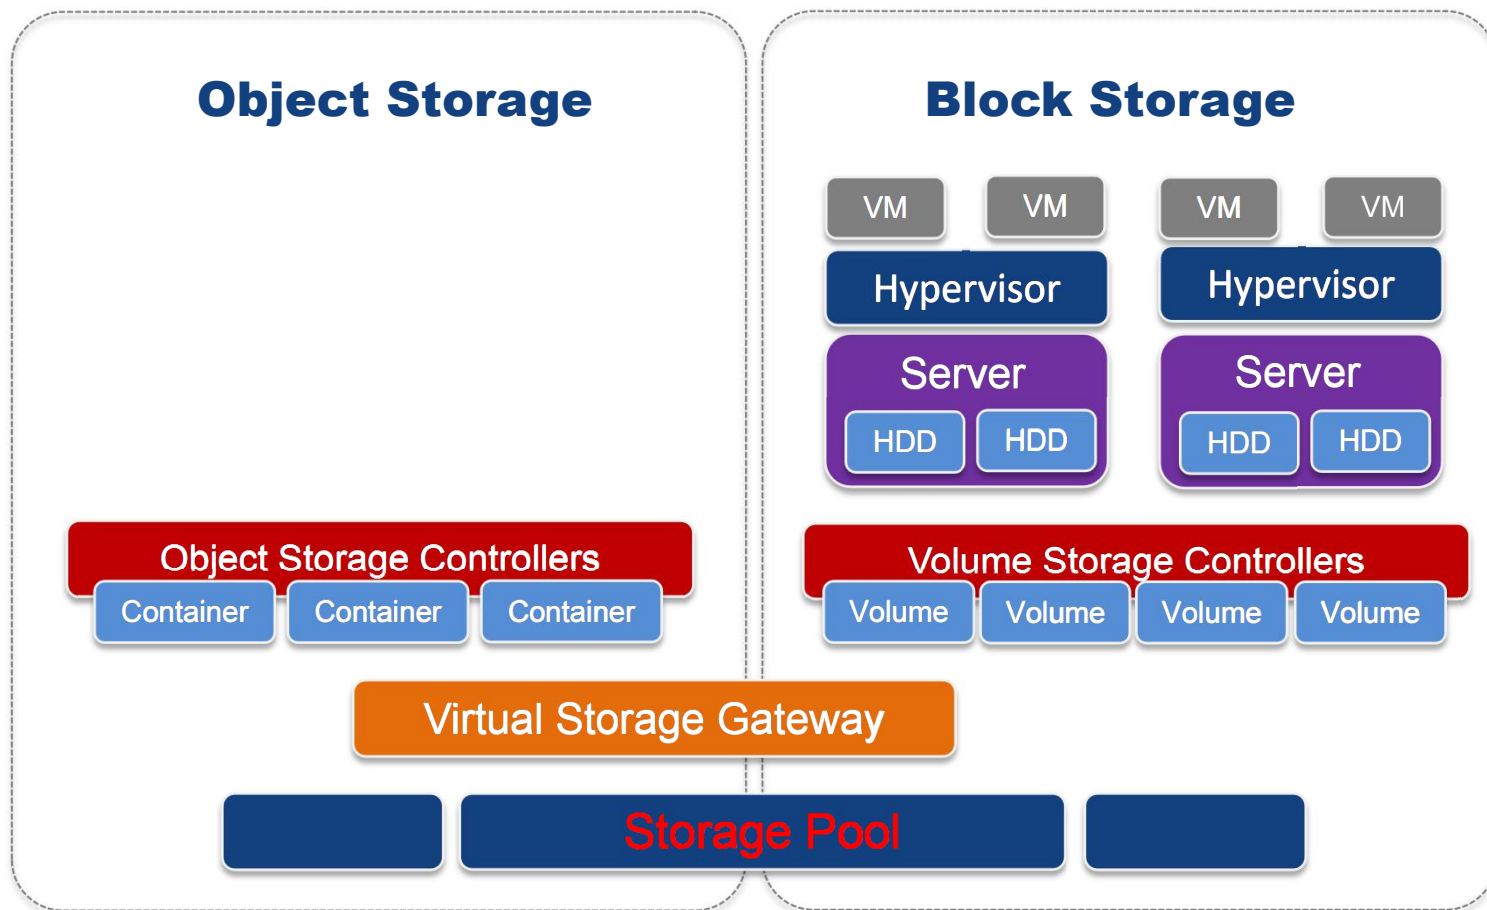 Object Storage
Block Storage
VM
VM
VM
VM
Hypervisor
Hypervisor
Server
Server
HDD
HDD
HDD
HDD
Object Storage Controllers
Volume Storage Controllers
Container
Container
Container
Volume
Volume
Volume
Volume
Virtual Storage Gateway
Storage Pool